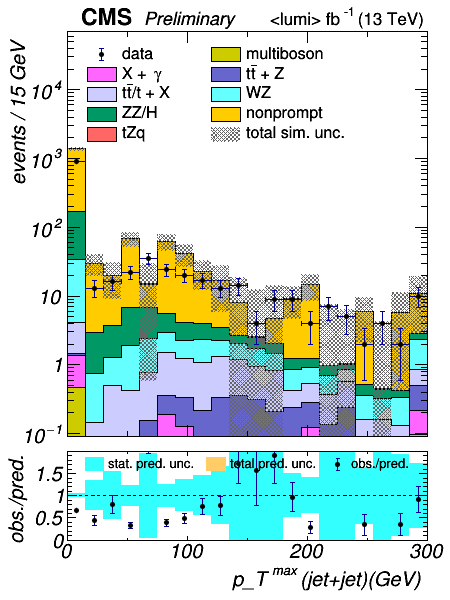 CMS Preliminary <lumi> fb⁻¹ (13 TeV)
events / 15 GeV
data
X + γ
tt̄/t + X
ZZ/H
tZq
multiboson
tt̄ + Z
WZ
nonprompt
total sim. unc.
10⁴
10³
10²
10
1
10⁻¹
obs./pred.
stat. pred. unc. total pred. unc. obs./pred.
1.5
1
0.5
0
0 100 200 300
p_T^max (jet+jet)(GeV)